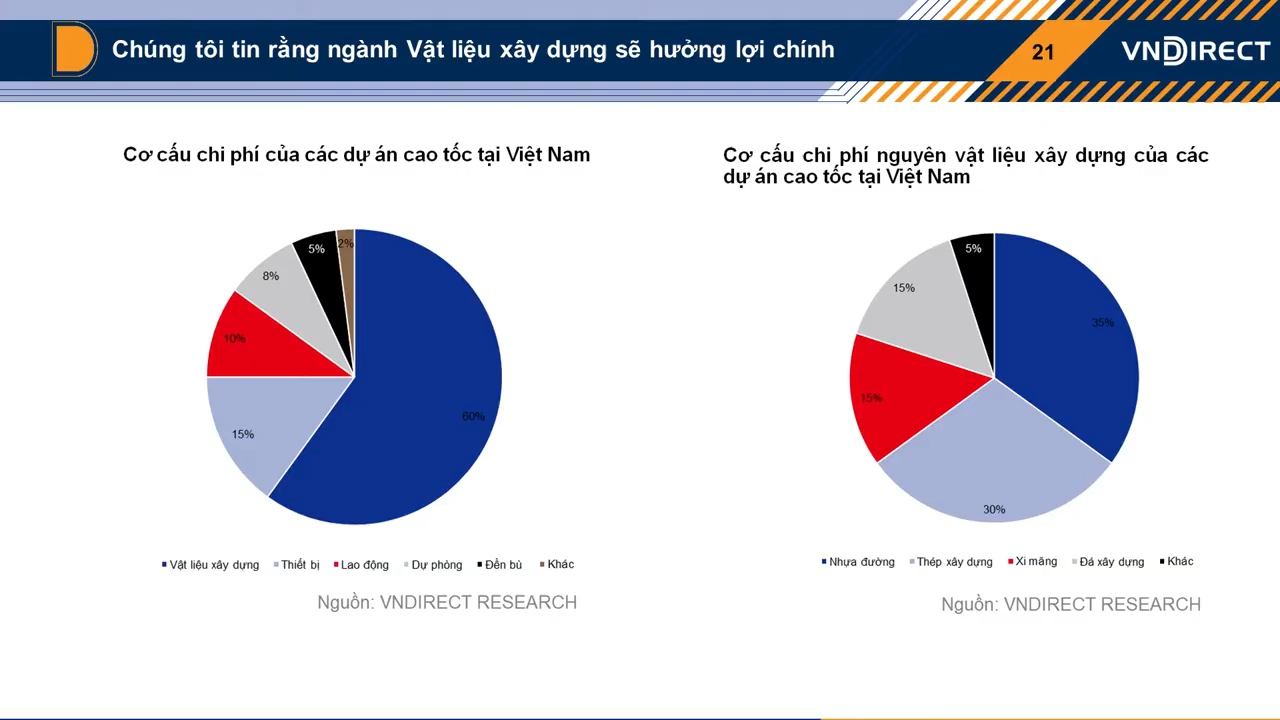 Chúng tôi tin rằng ngành Vật liệu xây dựng sẽ hưởng lợi chính
21
VNDIRECT
Cơ cấu chi phí của các dự án cao tốc tại Việt Nam
2%
5%
8%
10%
15%
60%
Vật liệu xây dựng Thiết bị Lao động Dự phòng Đền bù Khác
Nguồn: VNDIRECT RESEARCH
Cơ cấu chi phí nguyên vật liệu xây dựng của các
dự án cao tốc tại Việt Nam
5%
15%
35%
15%
30%
Nhựa đường Thép xây dựng Xi măng Đá xây dựng Khác
Nguồn: VNDIRECT RESEARCH